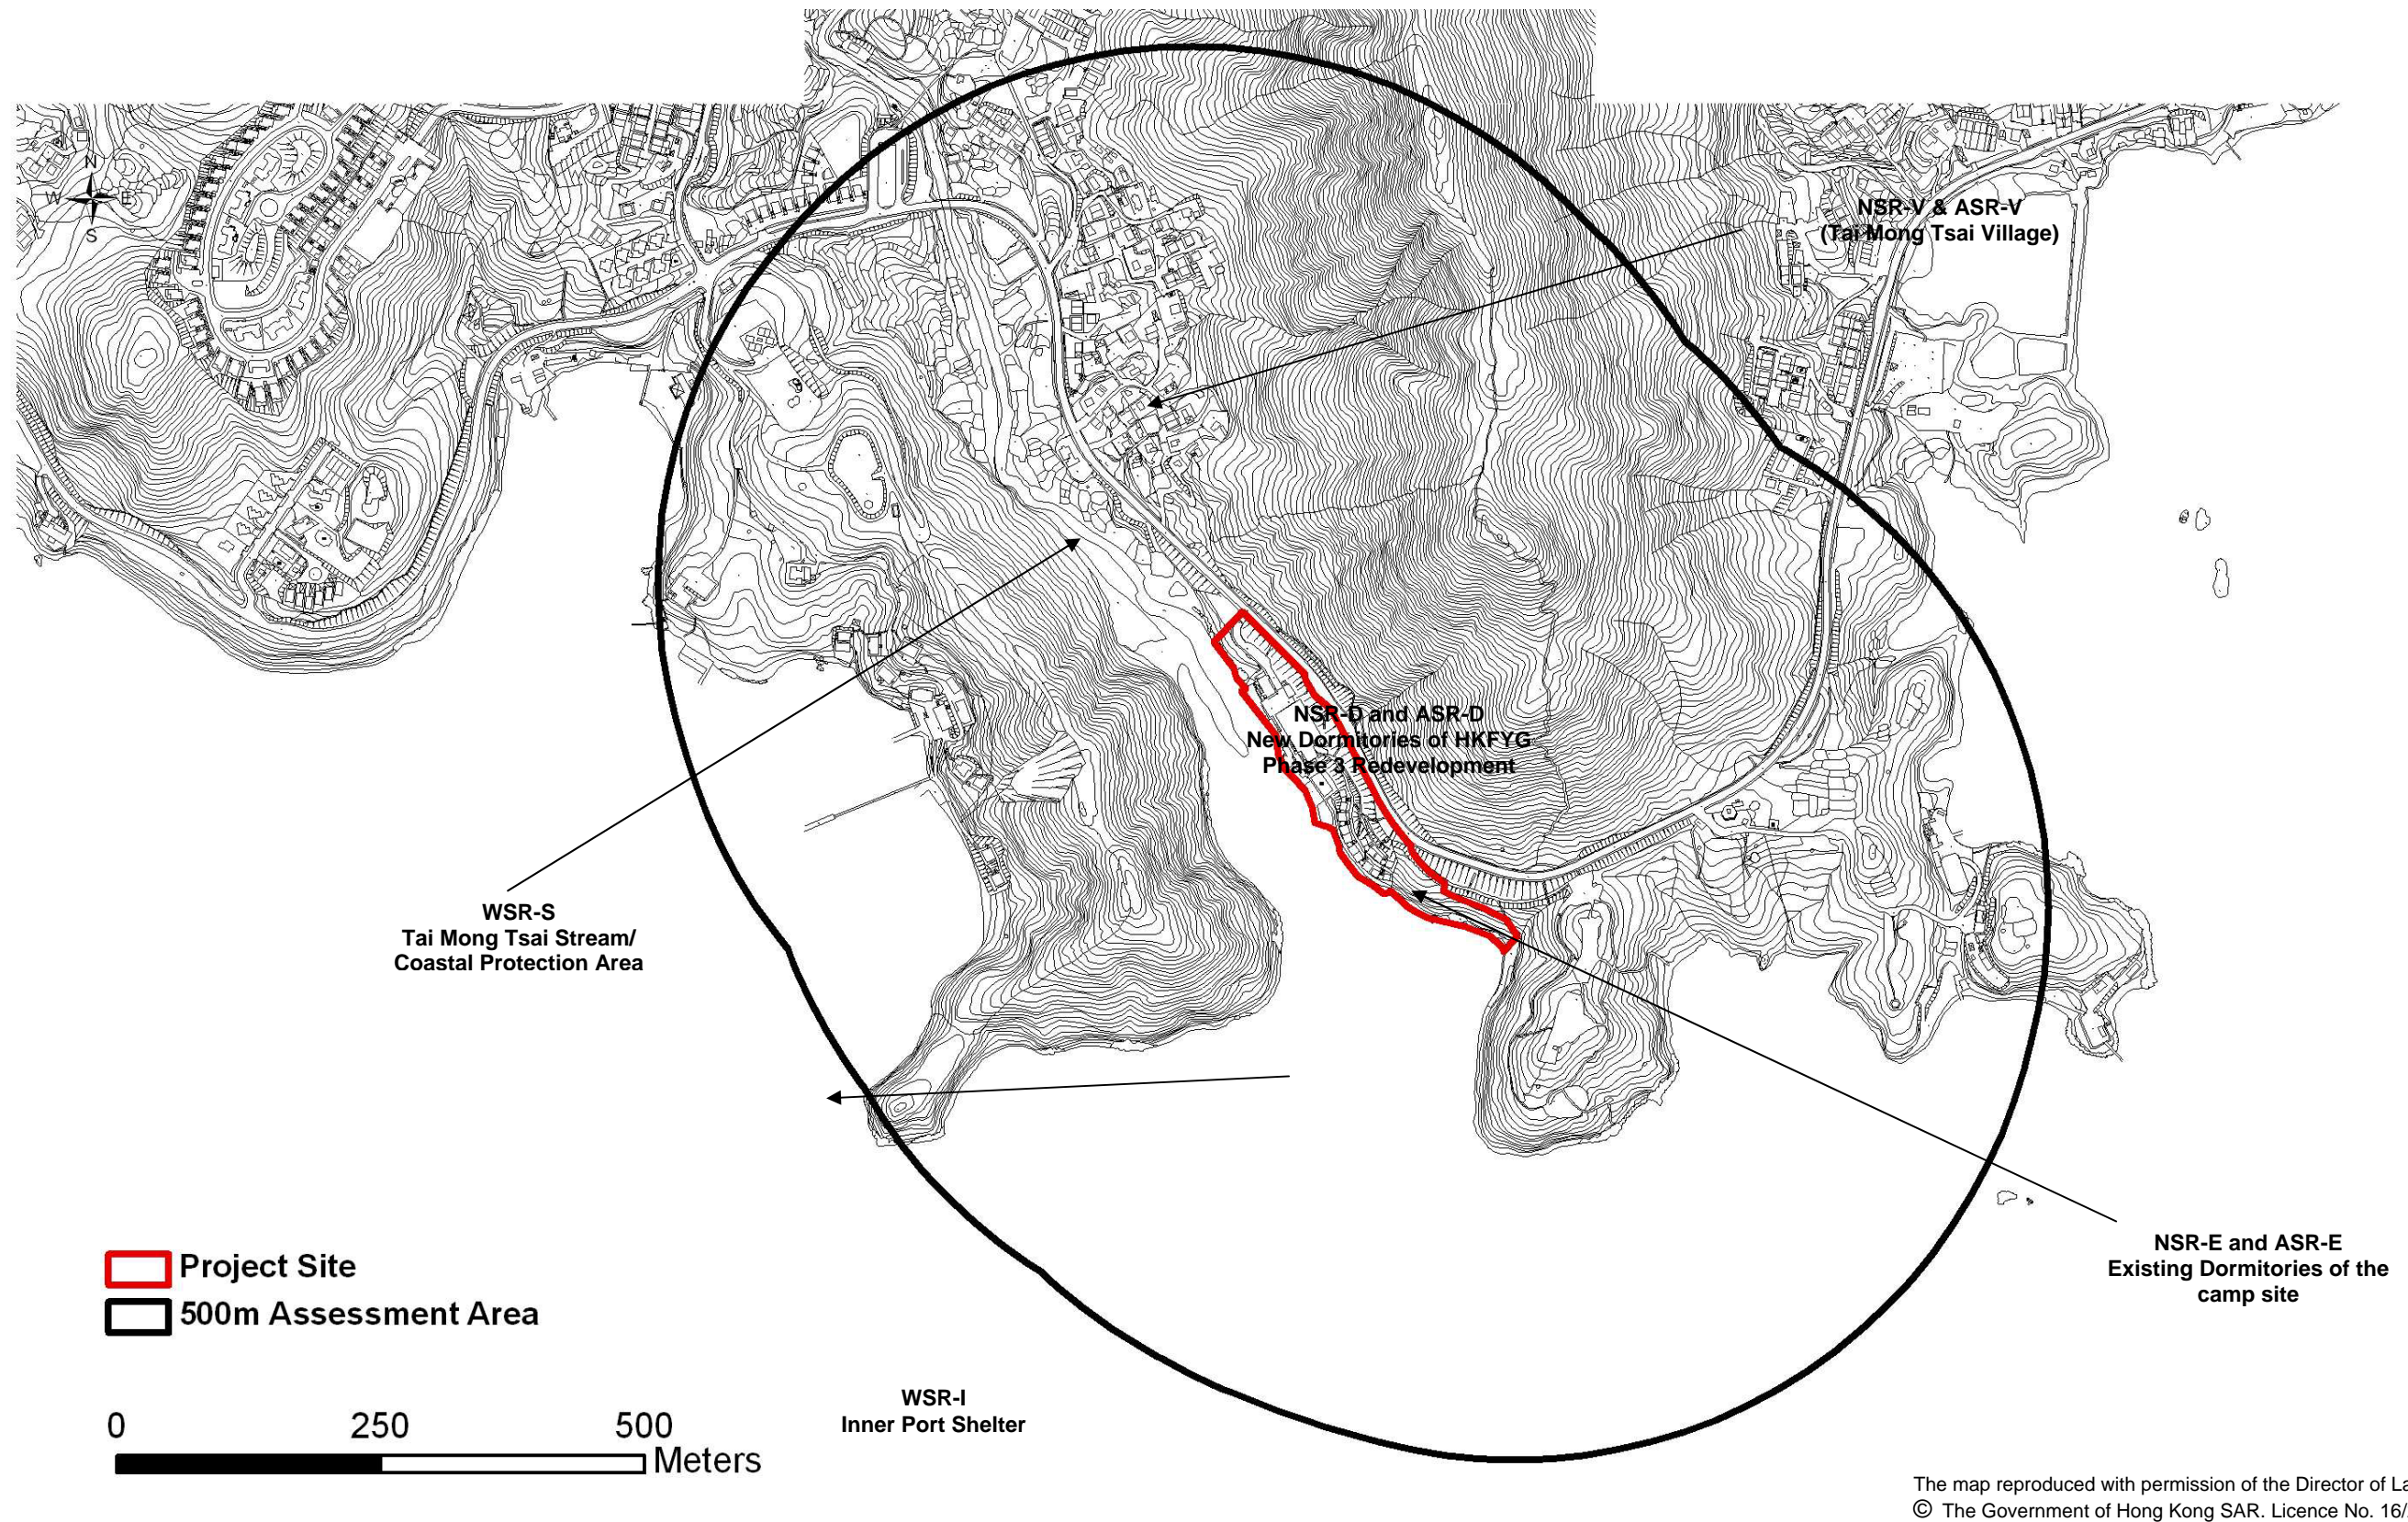 N
W E
S
NSR-V & ASR-V
(Tai Mong Tsai Village)
NSR-D and ASR-D
New Dormitories of HKFYG
Phase 3 Redevelopment
WSR-S
Tai Mong Tsai Stream/
Coastal Protection Area
NSR-E and ASR-E
Existing Dormitories of the
camp site
Project Site
500m Assessment Area
WSR-I
Inner Port Shelter
0 250 500
Meters
The map reproduced with permission of the Director of La
© The Government of Hong Kong SAR. Licence No. 16/